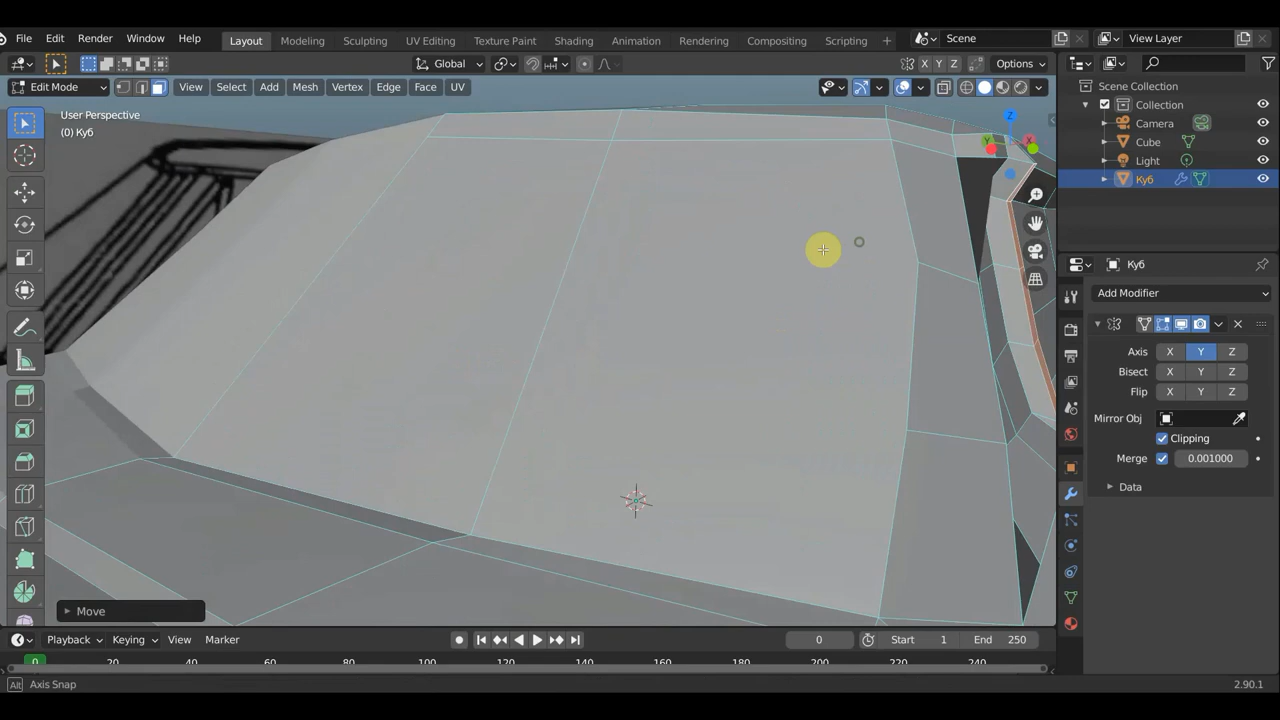 File Edit Render Window Help Layout Modeling Sculpting UV Editing Texture Paint Shading Animation Rendering Compositing Scripting + Scene View Layer
Global X Y Z Options
Edit Mode View Select Add Mesh Vertex Edge Face UV
User Perspective
(0) Куб
Z
Y
Scene Collection
Collection
Camera
Cube
Light
Куб
Куб
Add Modifier
Axis X Y Z
Bisect X Y Z
Flip X Y Z
Mirror Obj
Clipping
Merge 0.001000
Data
Move
Playback Keying View Marker 0 Start 1 End 250
0 20 40 60 80 100 120 140 160 180 200 220 240
Alt Axis Snap 2.90.1